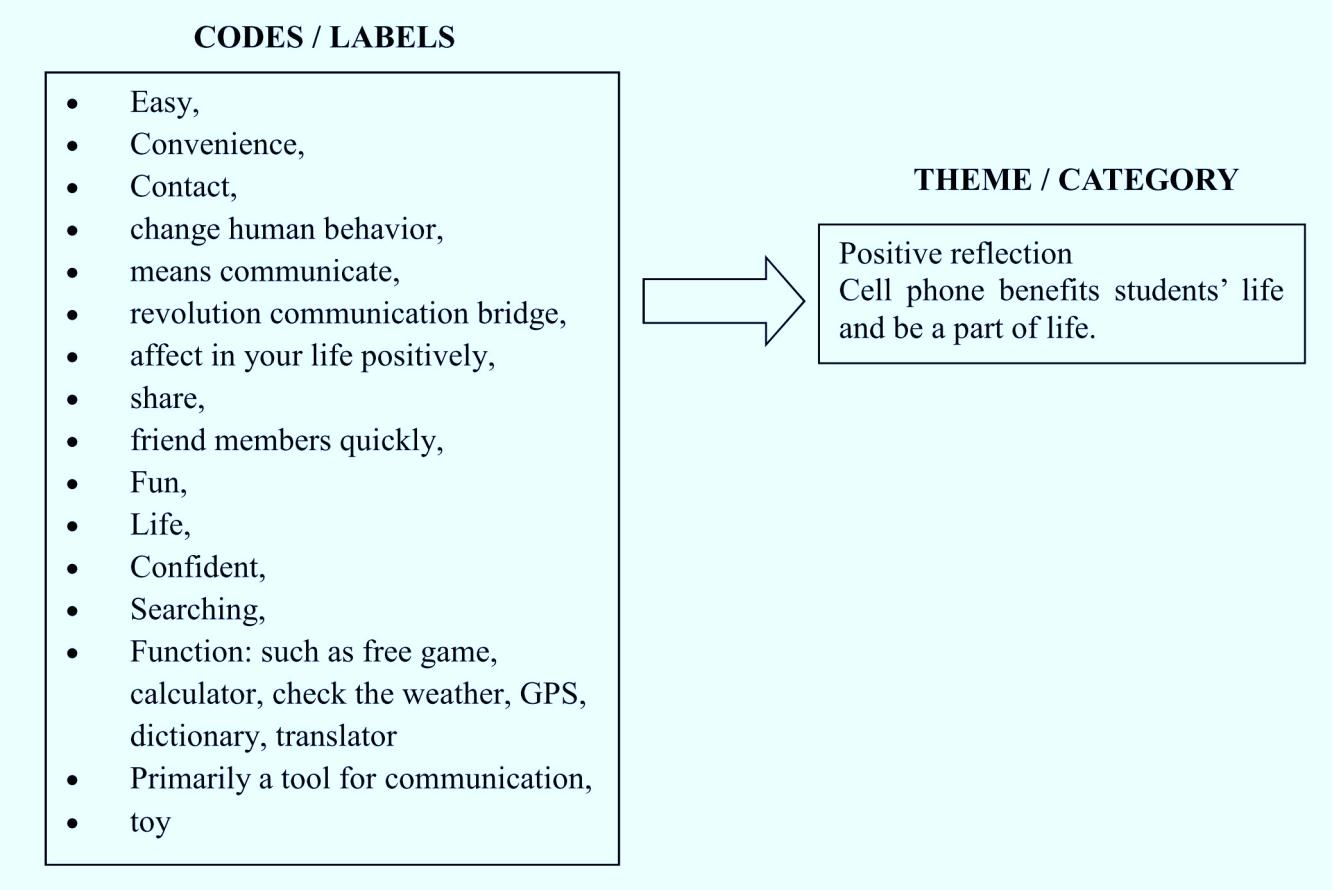 CODES / LABELS
• Easy,
• Convenience,
• Contact,
• change human behavior,
• means communicate,
• revolution communication bridge,
• affect in your life positively,
• share,
• friend members quickly,
• Fun,
• Life,
• Confident,
• Searching,
• Function: such as free game,
calculator, check the weather, GPS,
dictionary, translator
• Primarily a tool for communication,
• toy
THEME / CATEGORY
Positive reflection
Cell phone benefits students’ life
and be a part of life.